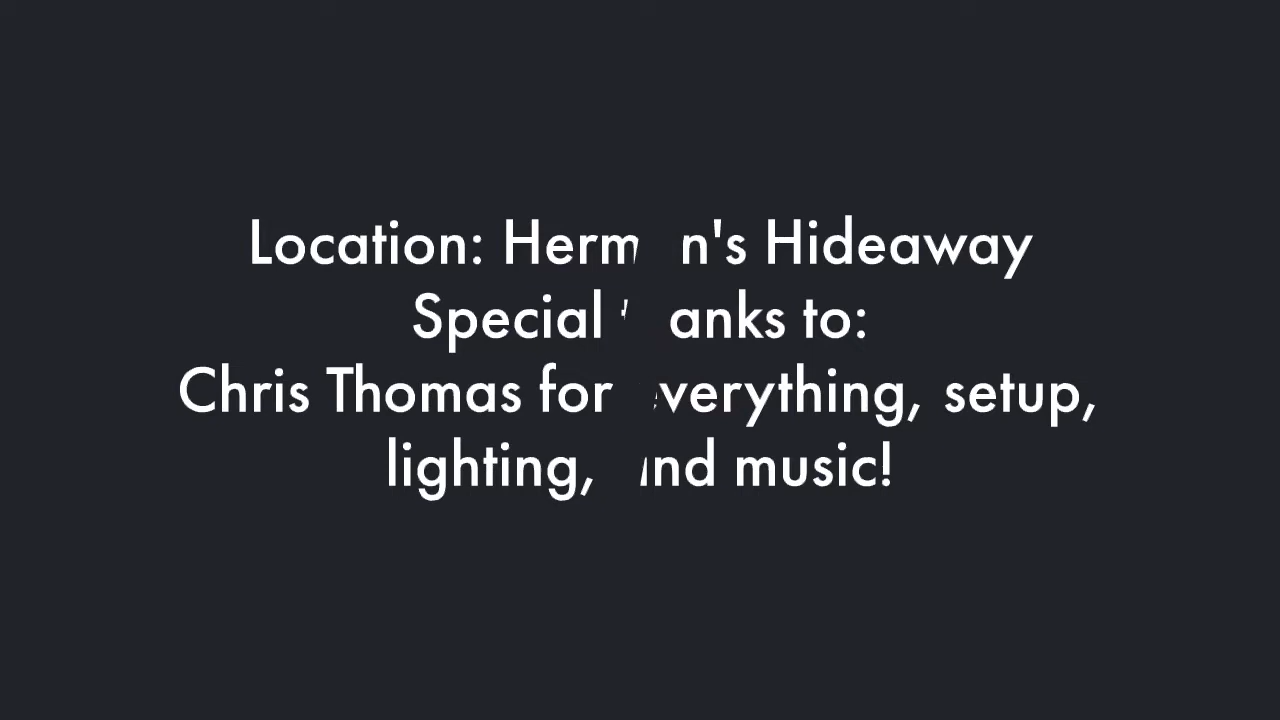 Location: Herman's Hideaway
Special thanks to:
Chris Thomas for everything, setup,
lighting, and music!